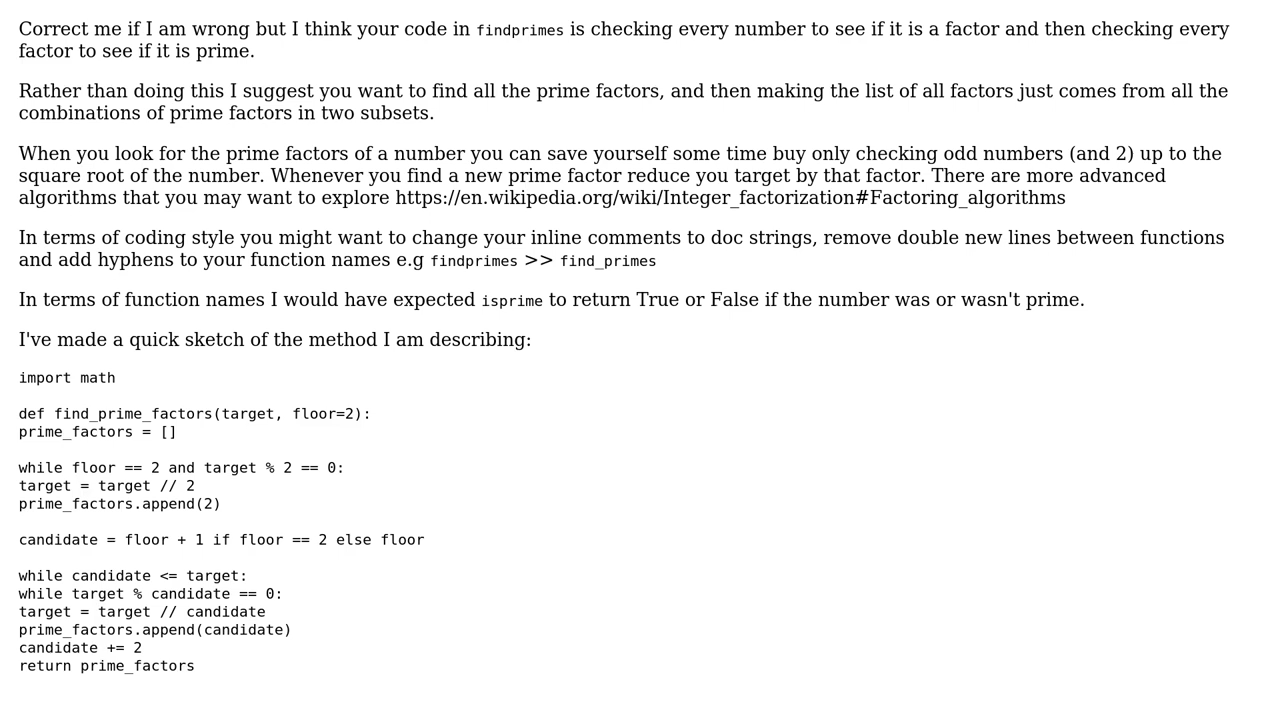 Correct me if I am wrong but I think your code in findprimes is checking every number to see if it is a factor and then checking every
factor to see if it is prime.
Rather than doing this I suggest you want to find all the prime factors, and then making the list of all factors just comes from all the
combinations of prime factors in two subsets.
When you look for the prime factors of a number you can save yourself some time buy only checking odd numbers (and 2) up to the
square root of the number. Whenever you find a new prime factor reduce you target by that factor. There are more advanced
algorithms that you may want to explore https://en.wikipedia.org/wiki/Integer_factorization#Factoring_algorithms
In terms of coding style you might want to change your inline comments to doc strings, remove double new lines between functions
and add hyphens to your function names e.g findprimes >> find_primes
In terms of function names I would have expected isprime to return True or False if the number was or wasn't prime.
I've made a quick sketch of the method I am describing:
import math
def find_prime_factors(target, floor=2):
prime_factors = []
while floor == 2 and target % 2 == 0:
target = target // 2
prime_factors.append(2)
candidate = floor + 1 if floor == 2 else floor
while candidate <= target:
while target % candidate == 0:
target = target // candidate
prime_factors.append(candidate)
candidate += 2
return prime_factors